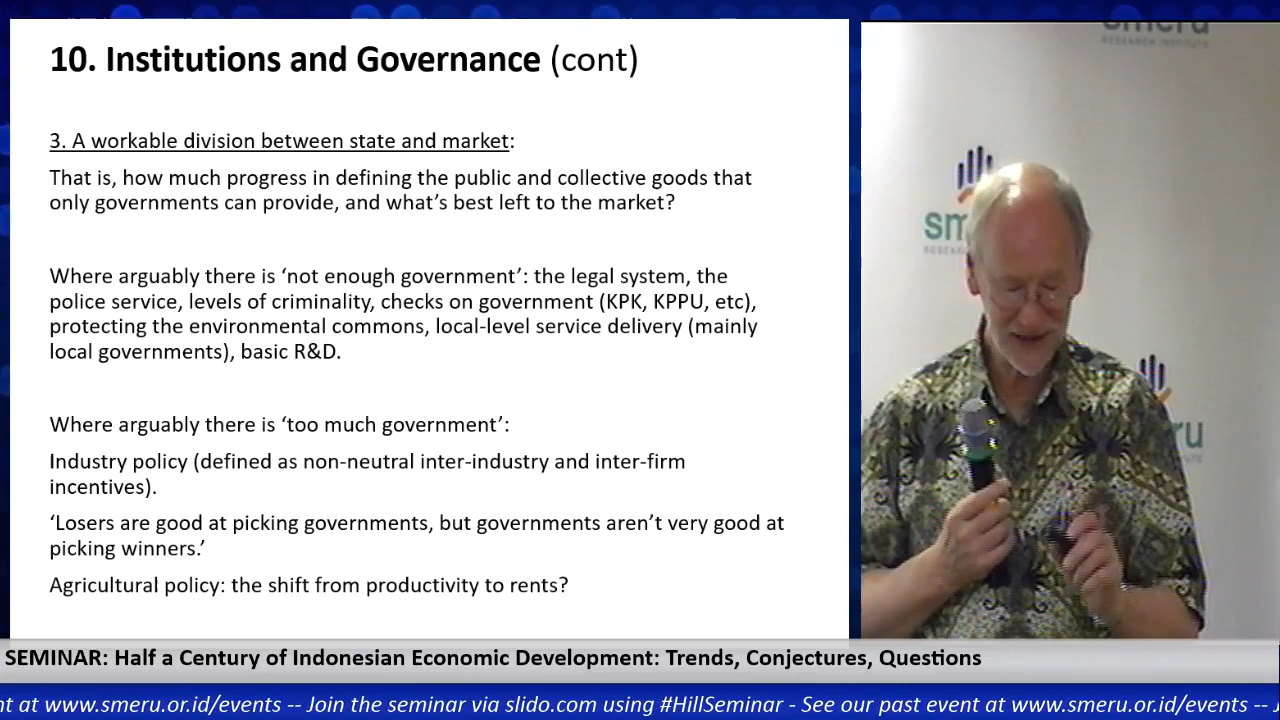 10. Institutions and Governance (cont)
3. A workable division between state and market:
That is, how much progress in defining the public and collective goods that
only governments can provide, and what's best left to the market?
Where arguably there is ‘not enough government’: the legal system, the
police service, levels of criminality, checks on government (KPK, KPPU, etc),
protecting the environmental commons, local-level service delivery (mainly
local governments), basic R&D.
Where arguably there is ‘too much government’:
Industry policy (defined as non-neutral inter-industry and inter-firm
incentives).
‘Losers are good at picking governments, but governments aren’t very good at
picking winners.’
Agricultural policy: the shift from productivity to rents?
smeru
RESEARCH INSTITUTE
sm
RESEARCH
ru
SEMINAR: Half a Century of Indonesian Economic Development: Trends, Conjectures, Questions
nt at www.smeru.or.id/events -- Join the seminar via slido.com using #HillSeminar - See our past event at www.smeru.or.id/events --